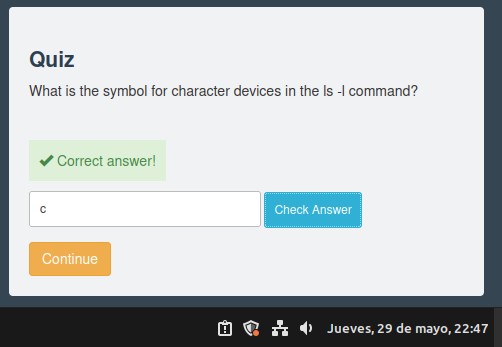 Quiz
What is the symbol for character devices in the ls -l command?
✔ Correct answer!
c
Check Answer
Continue
Jueves, 29 de mayo, 22:47